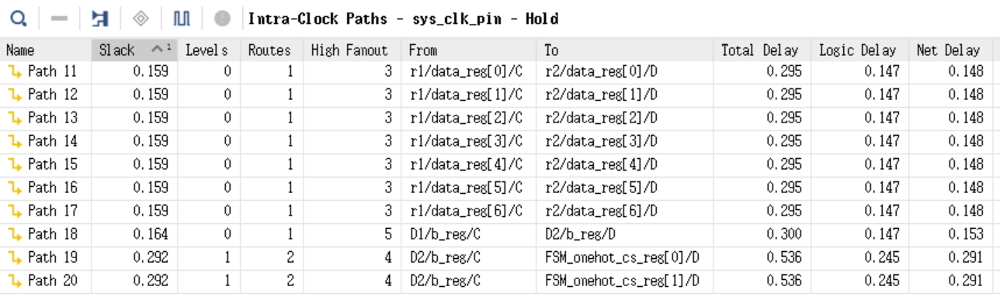 Intra-Clock Paths - sys_clk_pin - Hold
Name Slack 1 Levels Routes High Fanout From To Total Delay Logic Delay Net Delay
Path 11 0.159 0 1 3 r1/data_reg[0]/C r2/data_reg[0]/D 0.295 0.147 0.148
Path 12 0.159 0 1 3 r1/data_reg[1]/C r2/data_reg[1]/D 0.295 0.147 0.148
Path 13 0.159 0 1 3 r1/data_reg[2]/C r2/data_reg[2]/D 0.295 0.147 0.148
Path 14 0.159 0 1 3 r1/data_reg[3]/C r2/data_reg[3]/D 0.295 0.147 0.148
Path 15 0.159 0 1 3 r1/data_reg[4]/C r2/data_reg[4]/D 0.295 0.147 0.148
Path 16 0.159 0 1 3 r1/data_reg[5]/C r2/data_reg[5]/D 0.295 0.147 0.148
Path 17 0.159 0 1 3 r1/data_reg[6]/C r2/data_reg[6]/D 0.295 0.147 0.148
Path 18 0.164 0 1 5 D1/b_reg/C D2/b_reg/D 0.300 0.147 0.153
Path 19 0.292 1 2 4 D2/b_reg/C FSM_onehot_cs_reg[0]/D 0.536 0.245 0.291
Path 20 0.292 1 2 4 D2/b_reg/C FSM_onehot_cs_reg[1]/D 0.536 0.245 0.291